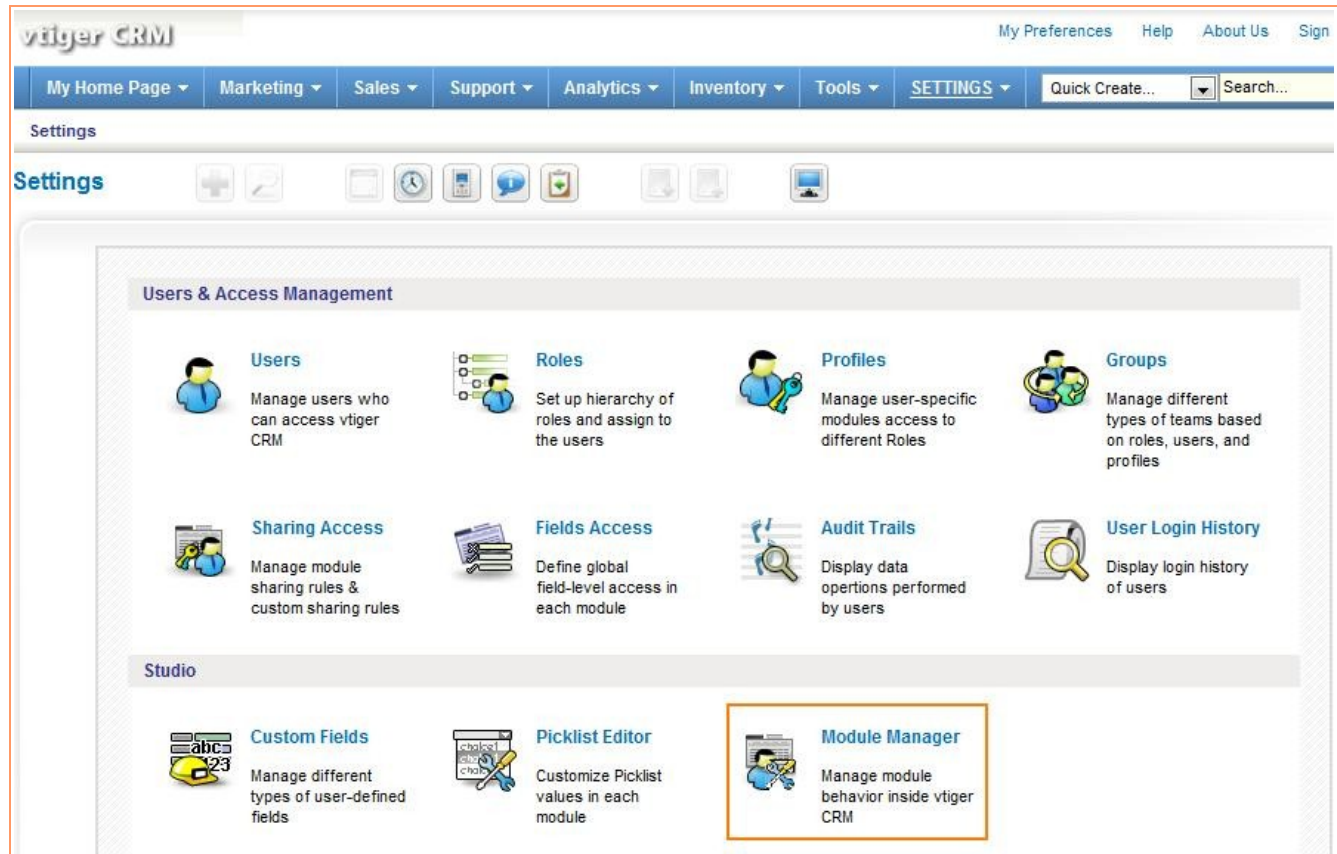 vtiger CRM
My Preferences Help About Us Sign
My Home Page Marketing Sales Support Analytics Inventory Tools SETTINGS Quick Create... Search...
Settings
Settings
Users & Access Management
Users
Manage users who
can access vtiger
CRM
Roles
Set up hierarchy of
roles and assign to
the users
Profiles
Manage user-specific
modules access to
different Roles
Groups
Manage different
types of teams based
on roles, users, and
profiles
Sharing Access
Manage module
sharing rules &
custom sharing rules
Fields Access
Define global
field-level access in
each module
Audit Trails
Display data
opertions performed
by users
User Login History
Display login history
of users
Studio
abc
123
Custom Fields
Manage different
types of user-defined
fields
choice1
Picklist Editor
Customize Picklist
values in each
module
Module Manager
Manage module
behavior inside vtiger
CRM